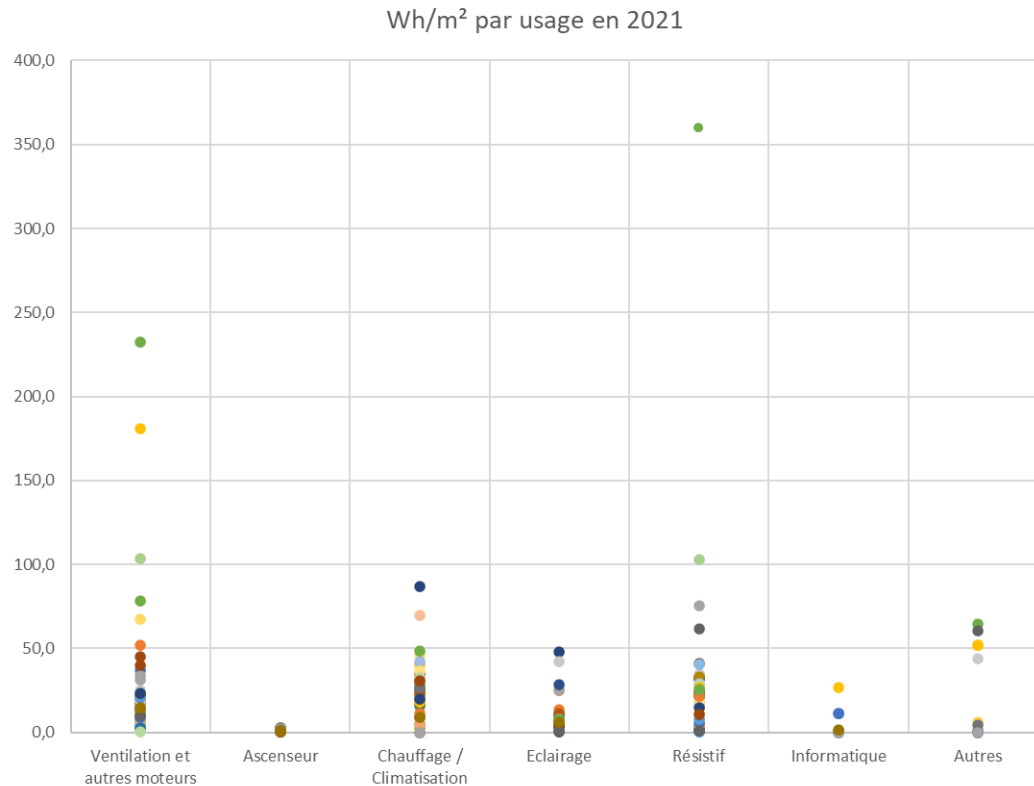 Wh/m² par usage en 2021
400,0
350,0
300,0
250,0
200,0
150,0
100,0
50,0
0,0
Ventilation et
autres moteurs
Ascenseur
Chauffage /
Climatisation
Eclairage
Résistif
Informatique
Autres